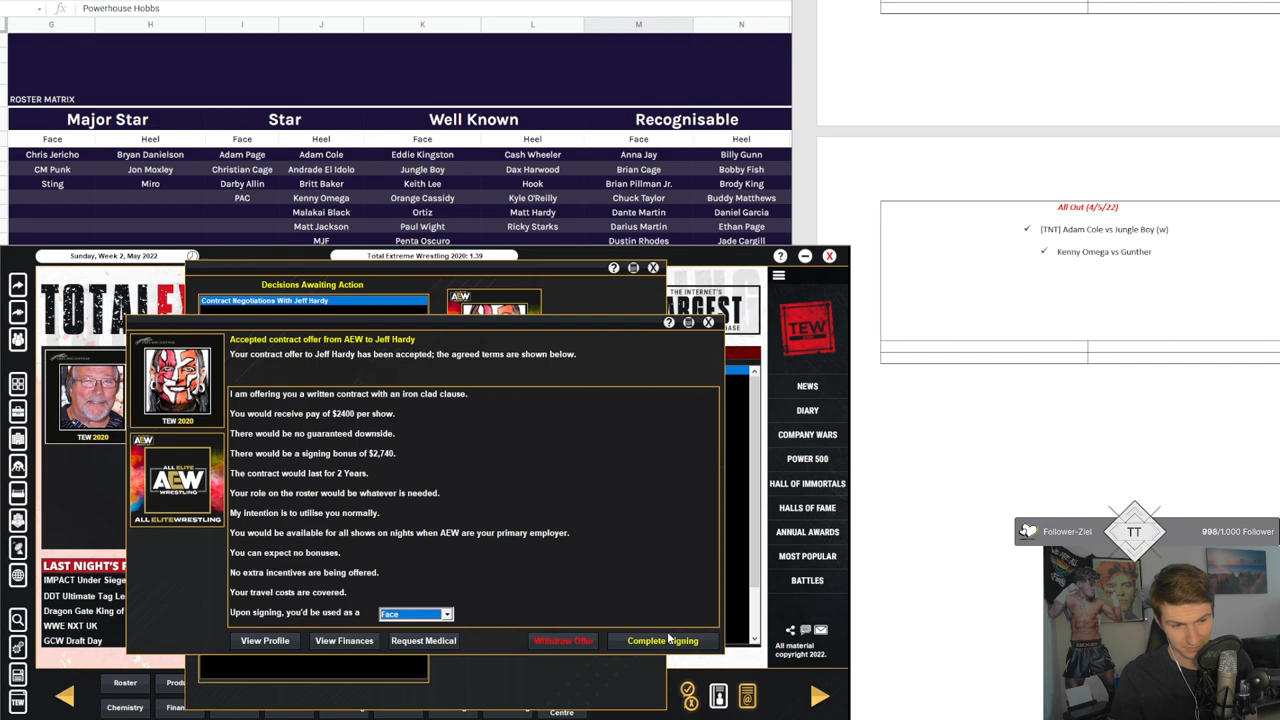 fx Powerhouse Hobbs
G H I J K L M N
ROSTER MATRIX
Major Star Star Well Known Recognisable
Face Heel Face Heel Face Heel Face Heel
Chris Jericho Bryan Danielson Adam Page Adam Cole Eddie Kingston Cash Wheeler Anna Jay Billy Gunn
CM Punk Jon Moxley Christian Cage Andrade El Idolo Jungle Boy Dax Harwood Brian Cage Bobby Fish
Sting Miro Darby Allin Britt Baker Keith Lee Hook Brian Pillman Jr. Brody King
PAC Kenny Omega Orange Cassidy Kyle O'Reilly Chuck Taylor Buddy Matthews
Malakai Black Ortiz Matt Hardy Dante Martin Daniel Garcia
Matt Jackson Paul Wight Ricky Starks Darius Martin Ethan Page
MJF Penta Oscuro Dustin Rhodes Jade Cargill
All Out (4/5/22)
✓ [TNT] Adam Cole vs Jungle Boy (w)
✓ Kenny Omega vs Gunther
Sunday, Week 2, May 2022
Total Extreme Wrestling 2020: 1.39
? X
TOTAL
THE INTERNET'S
LARGEST
Decisions Awaiting Action
Contract Negotiations With Jeff Hardy
AEW
Accepted contract offer from AEW to Jeff Hardy
Your contract offer to Jeff Hardy has been accepted; the agreed terms are shown below.
I am offering you a written contract with an iron clad clause.
You would receive pay of $2400 per show.
There would be no guaranteed downside.
There would be a signing bonus of $2,740.
The contract would last for 2 Years.
Your role on the roster would be whatever is needed.
My intention is to utilise you normally.
You would be available for all shows on nights when AEW are your primary employer.
You can expect no bonuses.
No extra incentives are being offered.
Your travel costs are covered.
Upon signing, you'd be used as a Face
View Profile View Finances Request Medical Withdraw Offer Complete Signing
TEW 2020
AEW
ALL ELITE
AEW
WRESTLING
ALL ELITE WRESTLING
TEW 2020
LAST NIGHT'S
IMPACT Under Siege
DDT Ultimate Tag Le
Dragon Gate King of
WWE NXT UK
GCW Draft Day
TEW
NEWS
DIARY
COMPANY WARS
POWER 500
HALL OF IMMORTALS
HALLS OF FAME
ANNUAL AWARDS
MOST POPULAR
BATTLES
All material
copyright 2022.
TEW
Roster
Chemistry
Centre
Follower-Ziel TT 998/1.000 Follower